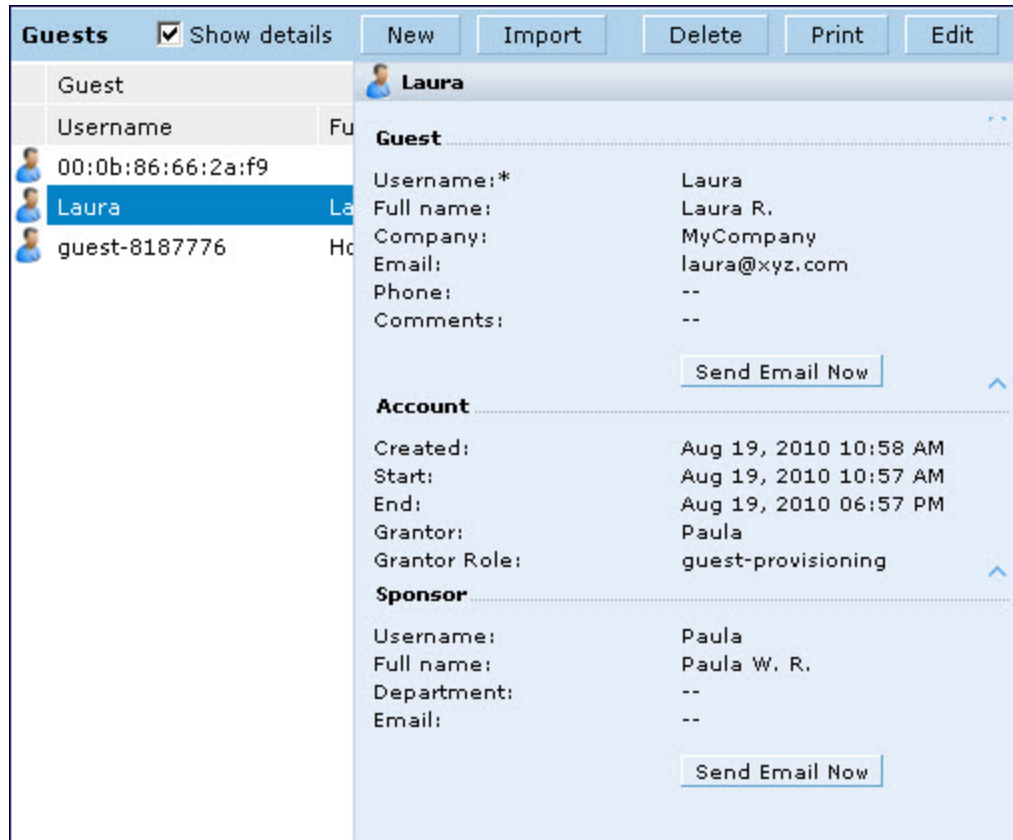 Guests Show details New Import Delete Print Edit
Guest
Username Fu
00:0b:86:66:2a:f9
Laura La
guest-8187776 Ho
Laura
Guest
Username:* Laura
Full name: Laura R.
Company: MyCompany
Email: laura@xyz.com
Phone: --
Comments: --
Send Email Now
Account
Created: Aug 19, 2010 10:58 AM
Start: Aug 19, 2010 10:57 AM
End: Aug 19, 2010 06:57 PM
Grantor: Paula
Grantor Role: guest-provisioning
Sponsor
Username: Paula
Full name: Paula W. R.
Department: --
Email: --
Send Email Now